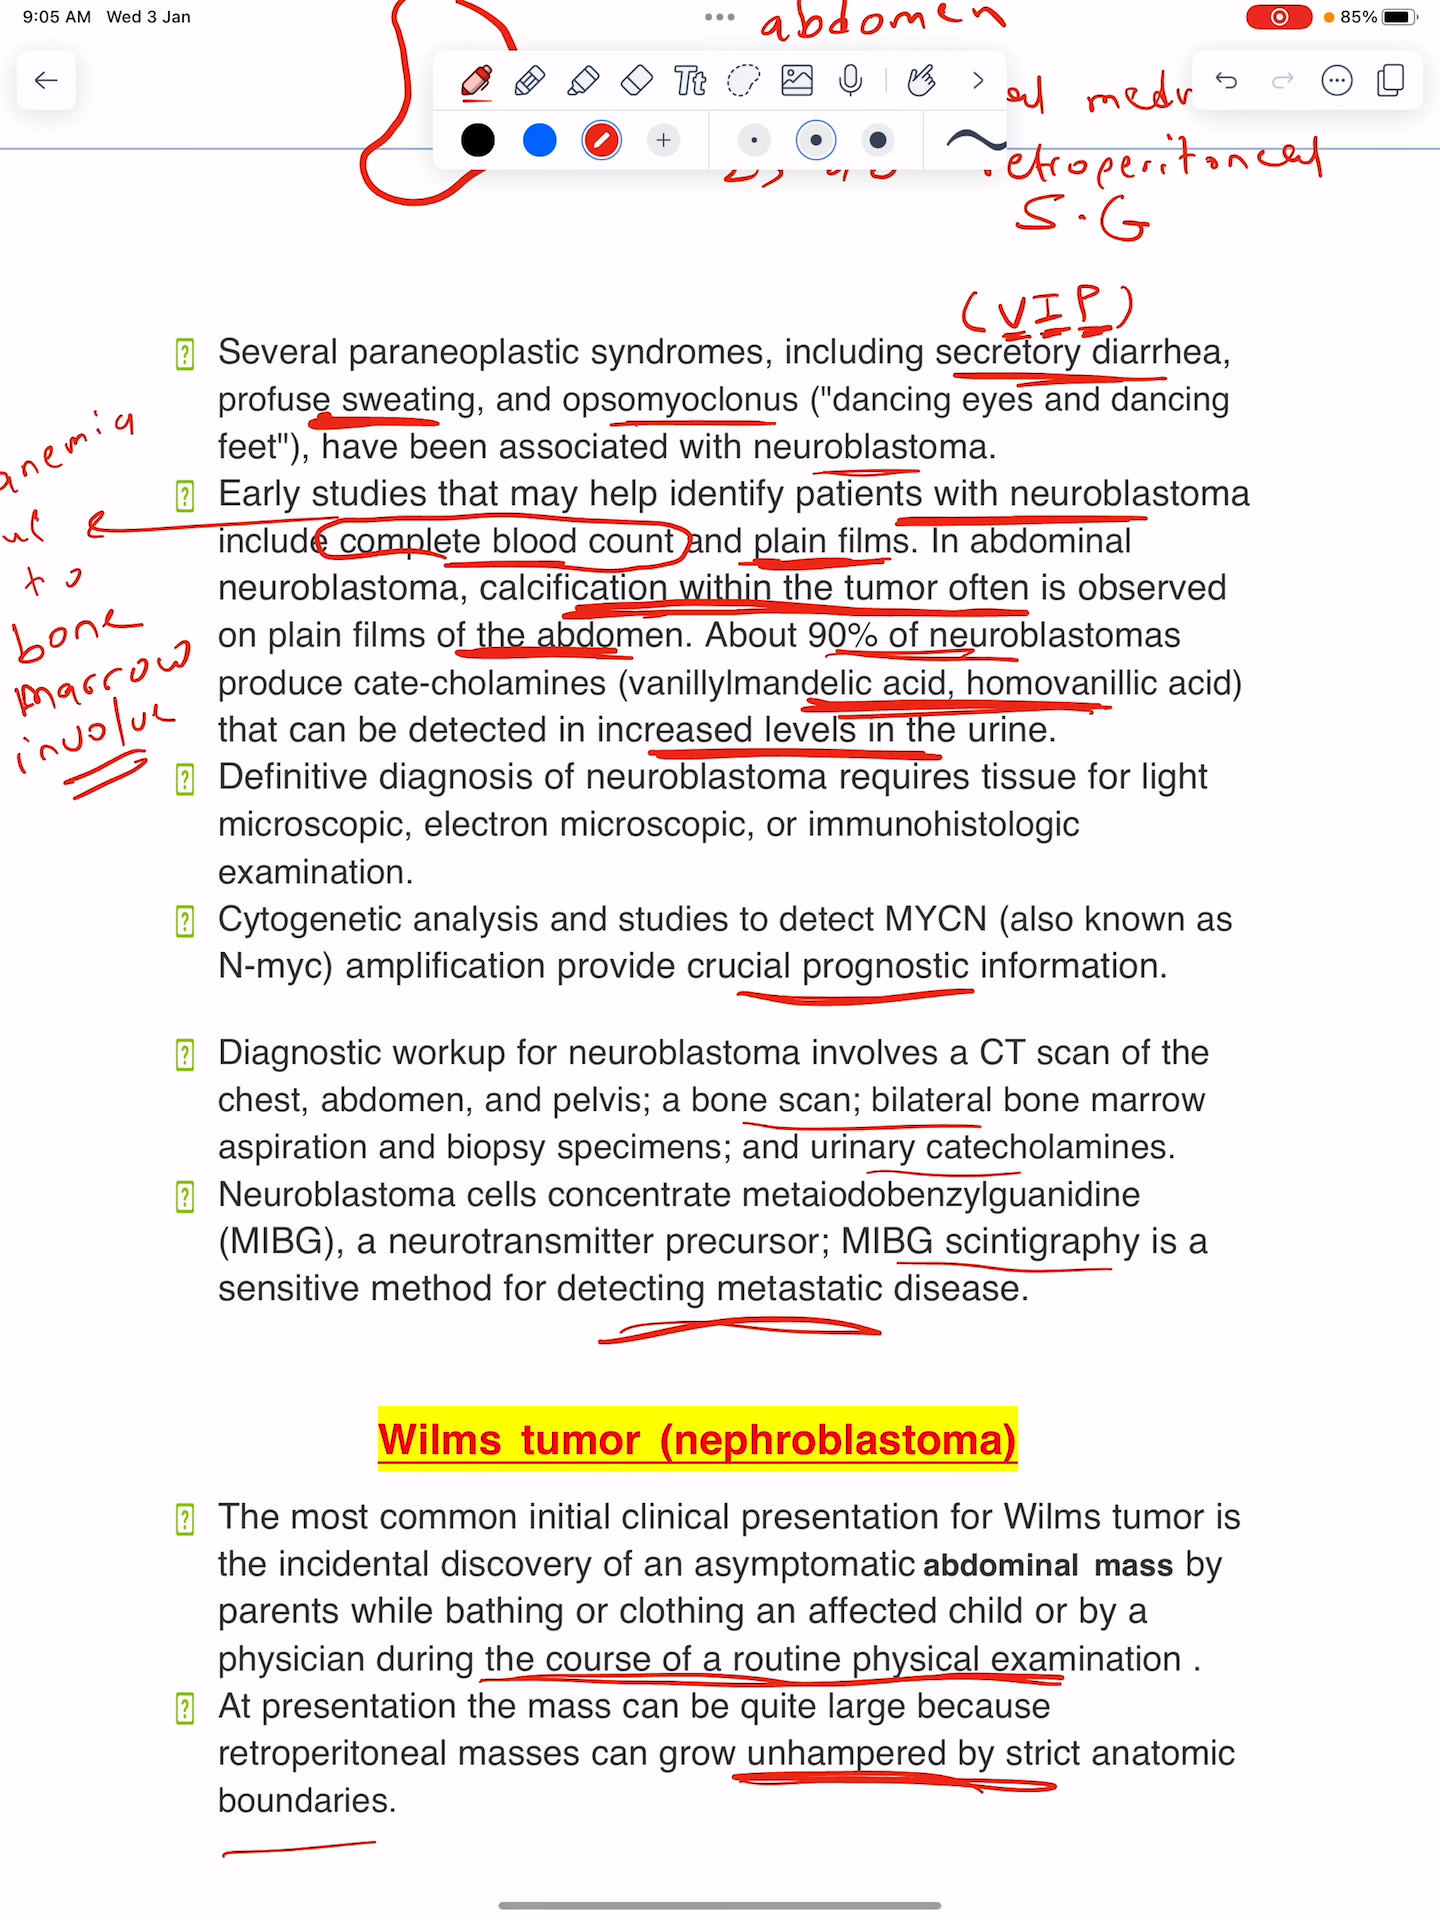 9:05 AM Wed 3 Jan
85%
abdomen
Tt
retroperitoneal
S.G
(VIP)
Several paraneoplastic syndromes, including secretory diarrhea,
profuse sweating, and opsomyoclonus ("dancing eyes and dancing
feet"), have been associated with neuroblastoma.
Early studies that may help identify patients with neuroblastoma
include complete blood count and plain films. In abdominal
neuroblastoma, calcification within the tumor often is observed
on plain films of the abdomen. About 90% of neuroblastomas
produce cate-cholamines (vanillylmandelic acid, homovanillic acid)
that can be detected in increased levels in the urine.
anemia
to
bone
marrow
involve
Definitive diagnosis of neuroblastoma requires tissue for light
microscopic, electron microscopic, or immunohistologic
examination.
Cytogenetic analysis and studies to detect MYCN (also known as
N-myc) amplification provide crucial prognostic information.
Diagnostic workup for neuroblastoma involves a CT scan of the
chest, abdomen, and pelvis; a bone scan; bilateral bone marrow
aspiration and biopsy specimens; and urinary catecholamines.
Neuroblastoma cells concentrate metaiodobenzylguanidine
(MIBG), a neurotransmitter precursor; MIBG scintigraphy is a
sensitive method for detecting metastatic disease.
Wilms tumor (nephroblastoma)
The most common initial clinical presentation for Wilms tumor is
the incidental discovery of an asymptomatic abdominal mass by
parents while bathing or clothing an affected child or by a
physician during the course of a routine physical examination .
At presentation the mass can be quite large because
retroperitoneal masses can grow unhampered by strict anatomic
boundaries.